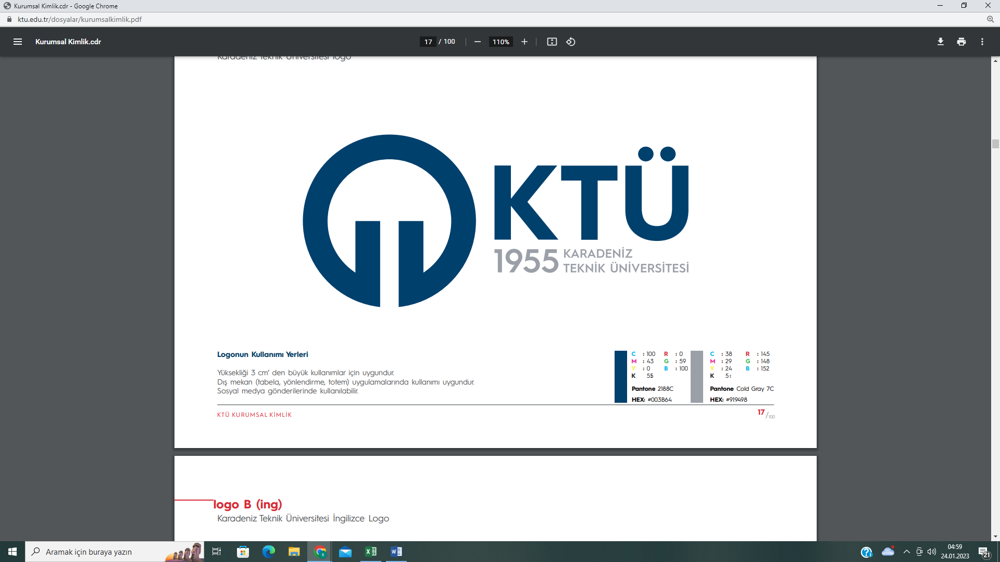 Kurumsal Kimlik.cdr - Google Chrome
ktu.edu.tr/dosyalar/kurumsalkimlik.pdf
Kurumsal Kimlik.cdr
17 / 100
110%
Karadeniz Teknik Üniversitesi logo
KTÜ
1955 KARADENİZ
TEKNİK ÜNİVERSİTESİ
Logonun Kullanımı Yerleri
Yüksekliği 3 cm' den büyük kullanımlar için uygundur.
Dış mekan (tabela, yönlendirme, totem) uygulamalarında kullanımı uygundur.
Sosyal medya gönderilerinde kullanılabilir.
C : 100 R : 0
M : 43 G : 59
Y : 0 B : 100
K 55
Pantone 2188C
HEX: #003B64
C : 38 R : 145
M : 29 G : 148
Y : 24 B : 152
K 5:
Pantone Cold Gray 7C
HEX: #919498
KTÜ KURUMSAL KİMLİK
17/100
logo B (ing)
Karadeniz Teknik Üniversitesi İngilizce Logo
Aramak için buraya yazın
04:59
24.01.2023
21